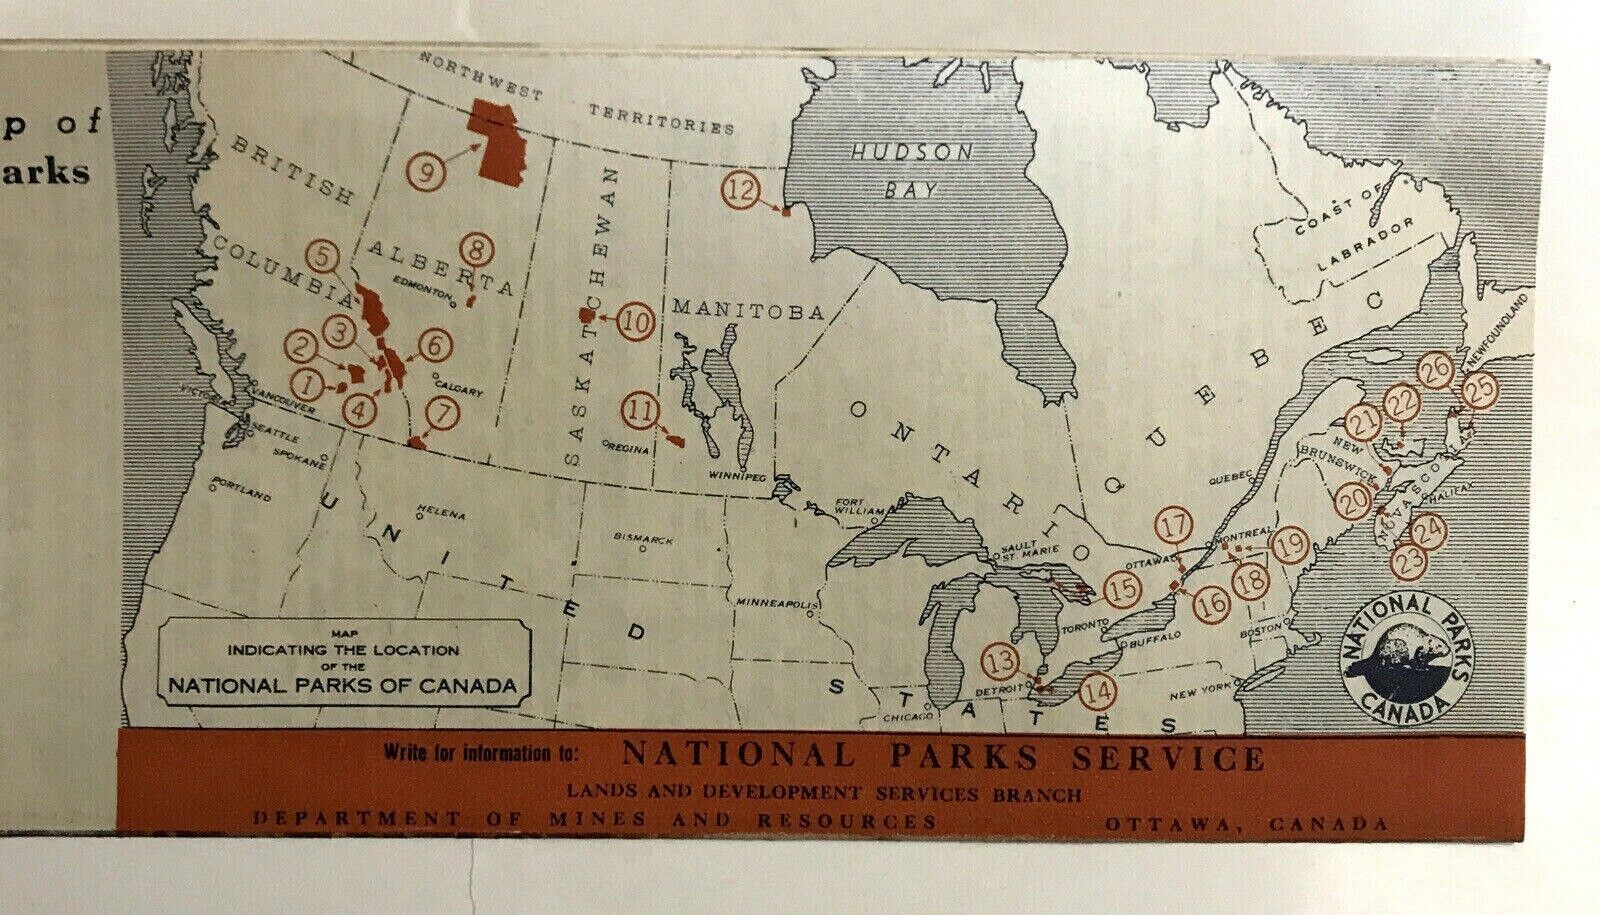 p of
arks
NORTHWEST TERRITORIES
BRITISH
COLUMBIA
ALBERTA
SASKATCHEWAN
MANITOBA
HUDSON
BAY
ONTARIO
QUEBEC
COAST OF
LABRADOR
NEWFOUNDLAND
NEW
BRUNSWICK
NOVA SCOTIA
HALIFAX
9
12
8
5
EDMONTON
3
2
1
4
6
7
10
11
CALGARY
VICTORIA
VANCOUVER
SEATTLE
SPOKANE
PORTLAND
HELENA
REGINA
WINNIPEG
BISMARCK
MINNEAPOLIS
FORT
WILLIAM
SAULT
ST. MARIE
OTTAWA
MONTREAL
QUEBEC
TORONTO
BUFFALO
BOSTON
NEW YORK
DETROIT
CHICAGO
UNITED STATES
13
14
15
16
17
18
19
20
21
22
23
24
25
26
MAP
INDICATING THE LOCATION
OF THE
NATIONAL PARKS OF CANADA
NATIONAL PARKS
CANADA
Write for information to: NATIONAL PARKS SERVICE
LANDS AND DEVELOPMENT SERVICES BRANCH
DEPARTMENT OF MINES AND RESOURCES OTTAWA, CANADA